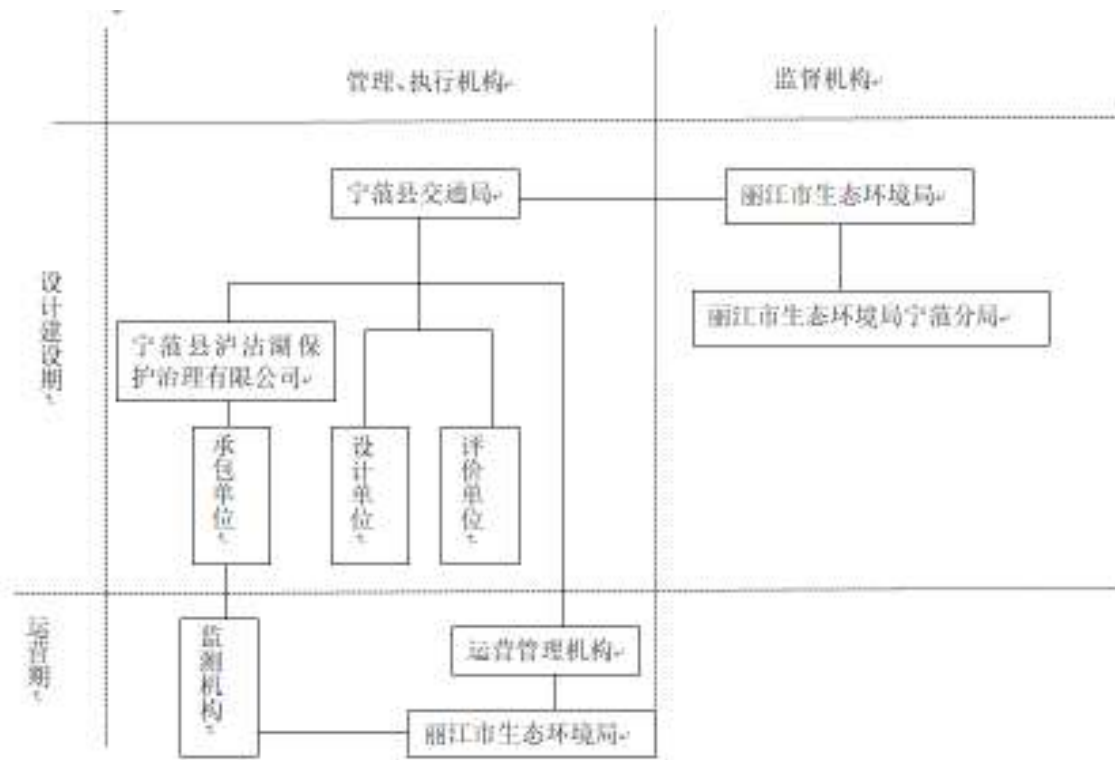 管理、执行机构
监督机构
宁蒗县交通局
丽江市生态环境局
设计建设期
丽江市生态环境局宁蒗分局
宁蒗县泸沽湖保
护治理有限公司
承包单位
设计单位
评价单位
运营期
监测机构
运营管理机构
丽江市生态环境局